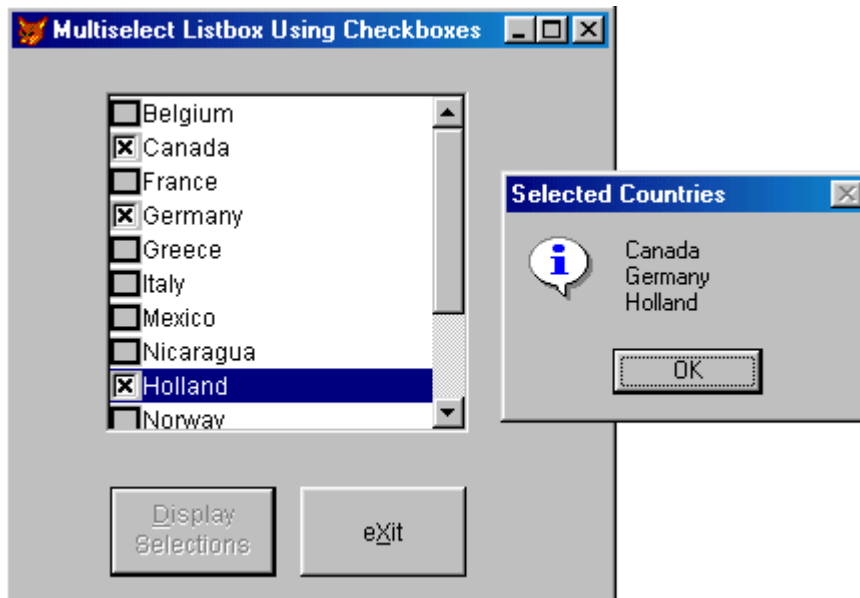 Multiselect Listbox Using Checkboxes
Belgium
Canada
France
Germany
Greece
Italy
Mexico
Nicaragua
Holland
Norway
Display
Selections
eXit
Selected Countries
Canada
Germany
Holland
OK